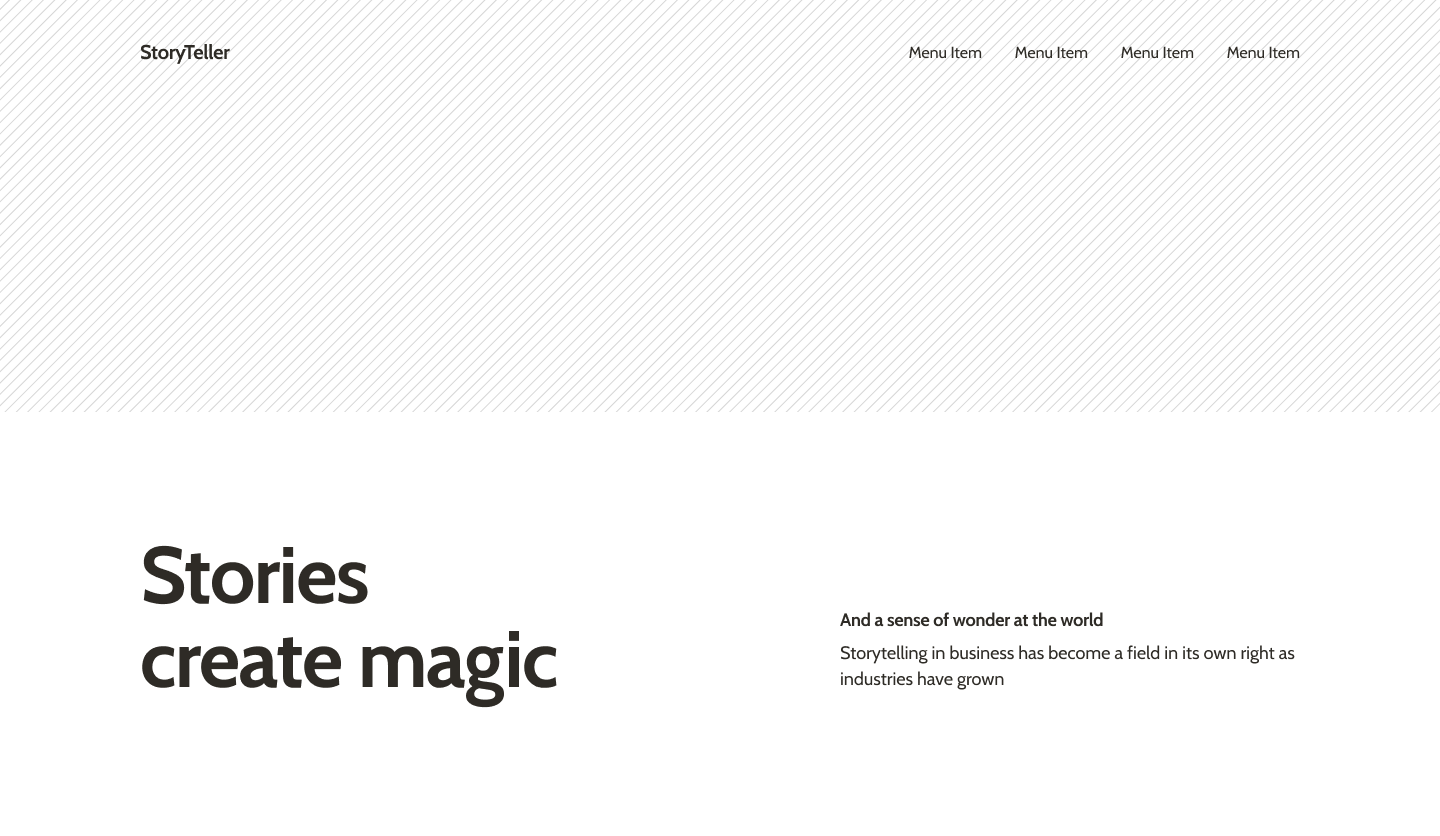 StoryTeller
Menu Item Menu Item Menu Item Menu Item
Stories
create magic
And a sense of wonder at the world
Storytelling in business has become a field in its own right as
industries have grown